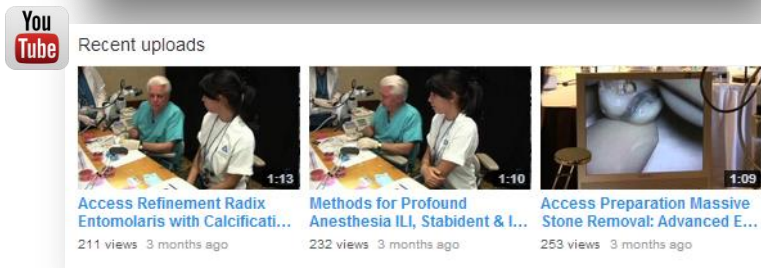 You
Tube
Recent uploads
1:13
1:10
1:09
Access Refinement Radix
Entomolaris with Calcificati...
Methods for Profound
Anesthesia ILI, Stabident & I...
Access Preparation Massive
Stone Removal: Advanced E...
211 views 3 months ago
232 views 3 months ago
253 views 3 months ago